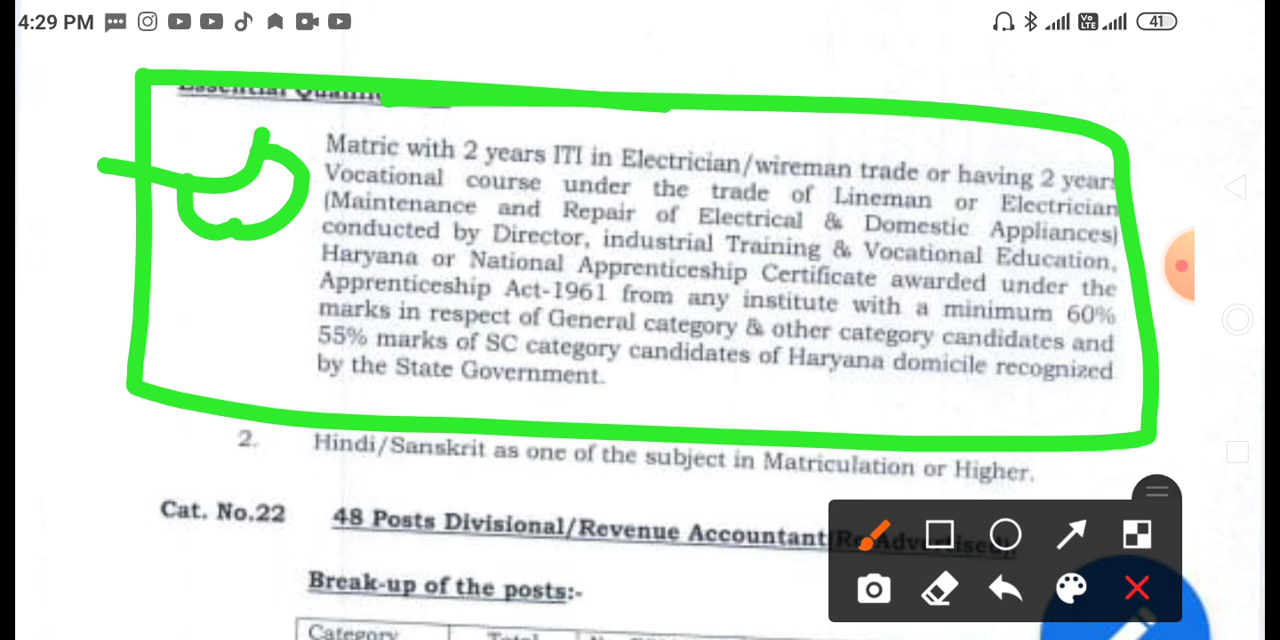 4:29 PM
41
Essential
Matric with 2 years ITI in Electrician/wireman trade or having 2 years
Vocational course under the trade of Lineman or Electrician
(Maintenance and Repair of Electrical & Domestic Appliances)
conducted by Director, industrial Training & Vocational Education,
Haryana or National Apprenticeship Certificate awarded under the
Apprenticeship Act-1961 from any institute with a minimum 60%
marks in respect of General category & other category candidates and
55% marks of SC category candidates of Haryana domicile recognized
by the State Government.
2. Hindi/Sanskrit as one of the subject in Matriculation or Higher.
Cat. No.22 48 Posts Divisional/Revenue Accountant(Re-Advertised).
Break-up of the posts:-
Category Total